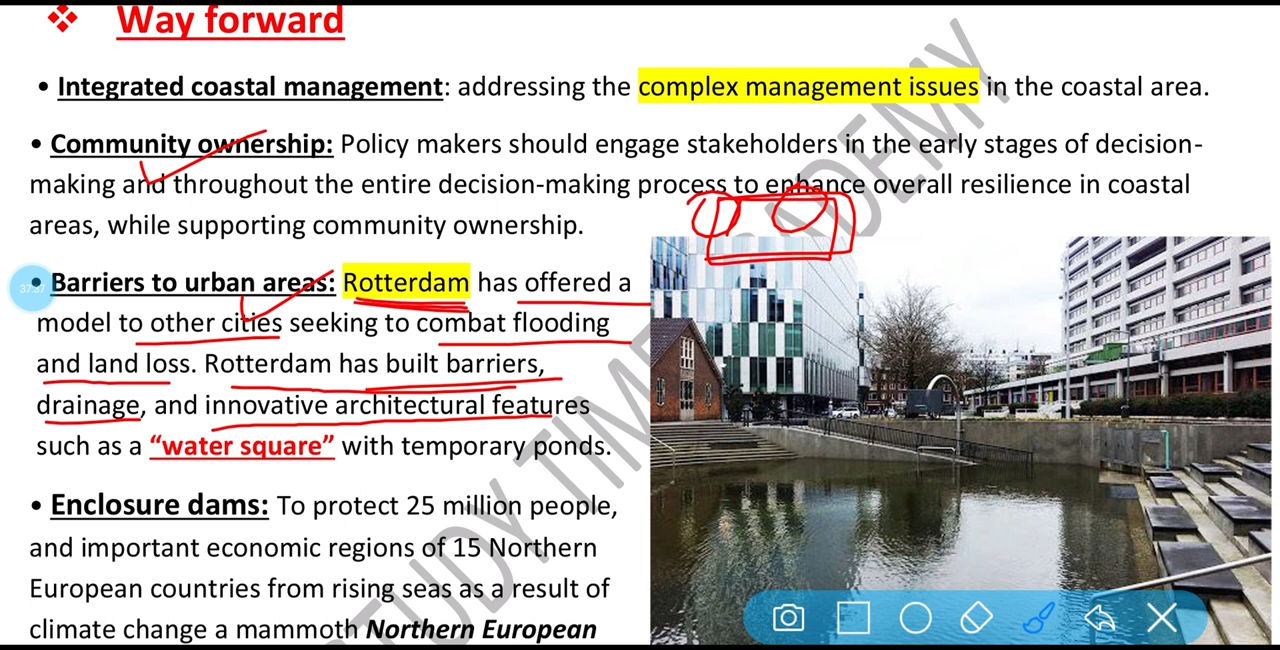 ❖ Way forward
• Integrated coastal management: addressing the complex management issues in the coastal area.
• Community ownership: Policy makers should engage stakeholders in the early stages of decision-
making and throughout the entire decision-making process to enhance overall resilience in coastal
areas, while supporting community ownership.
• Barriers to urban areas: Rotterdam has offered a
model to other cities seeking to combat flooding
and land loss. Rotterdam has built barriers,
drainage, and innovative architectural features
such as a “water square” with temporary ponds.
• Enclosure dams: To protect 25 million people,
and important economic regions of 15 Northern
European countries from rising seas as a result of
climate change a mammoth Northern European
37:37
STUDY TIME ACADEMY